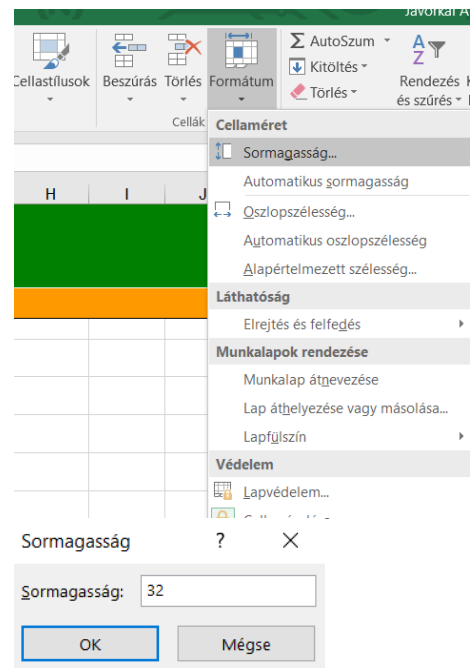 Javorkai A
Σ AutoSzum
Kitöltés
Törlés
Cellastílusok Beszúrás Törlés Formátum
Rendezés
és szűrés
Cellák
Cellaméret
Sormagasság...
Automatikus sormagasság
Oszlopszélesség...
Automatikus oszlopszélesség
Alapértelmezett szélesség...
Láthatóság
Elrejtés és felfedés
Munkalapok rendezése
Munkalap átnevezése
Lap áthelyezése vagy másolása...
Lapfülszín
Védelem
Lapvédelem...
H I J
Sormagasság ? X
Sormagasság: 32
OK Mégse